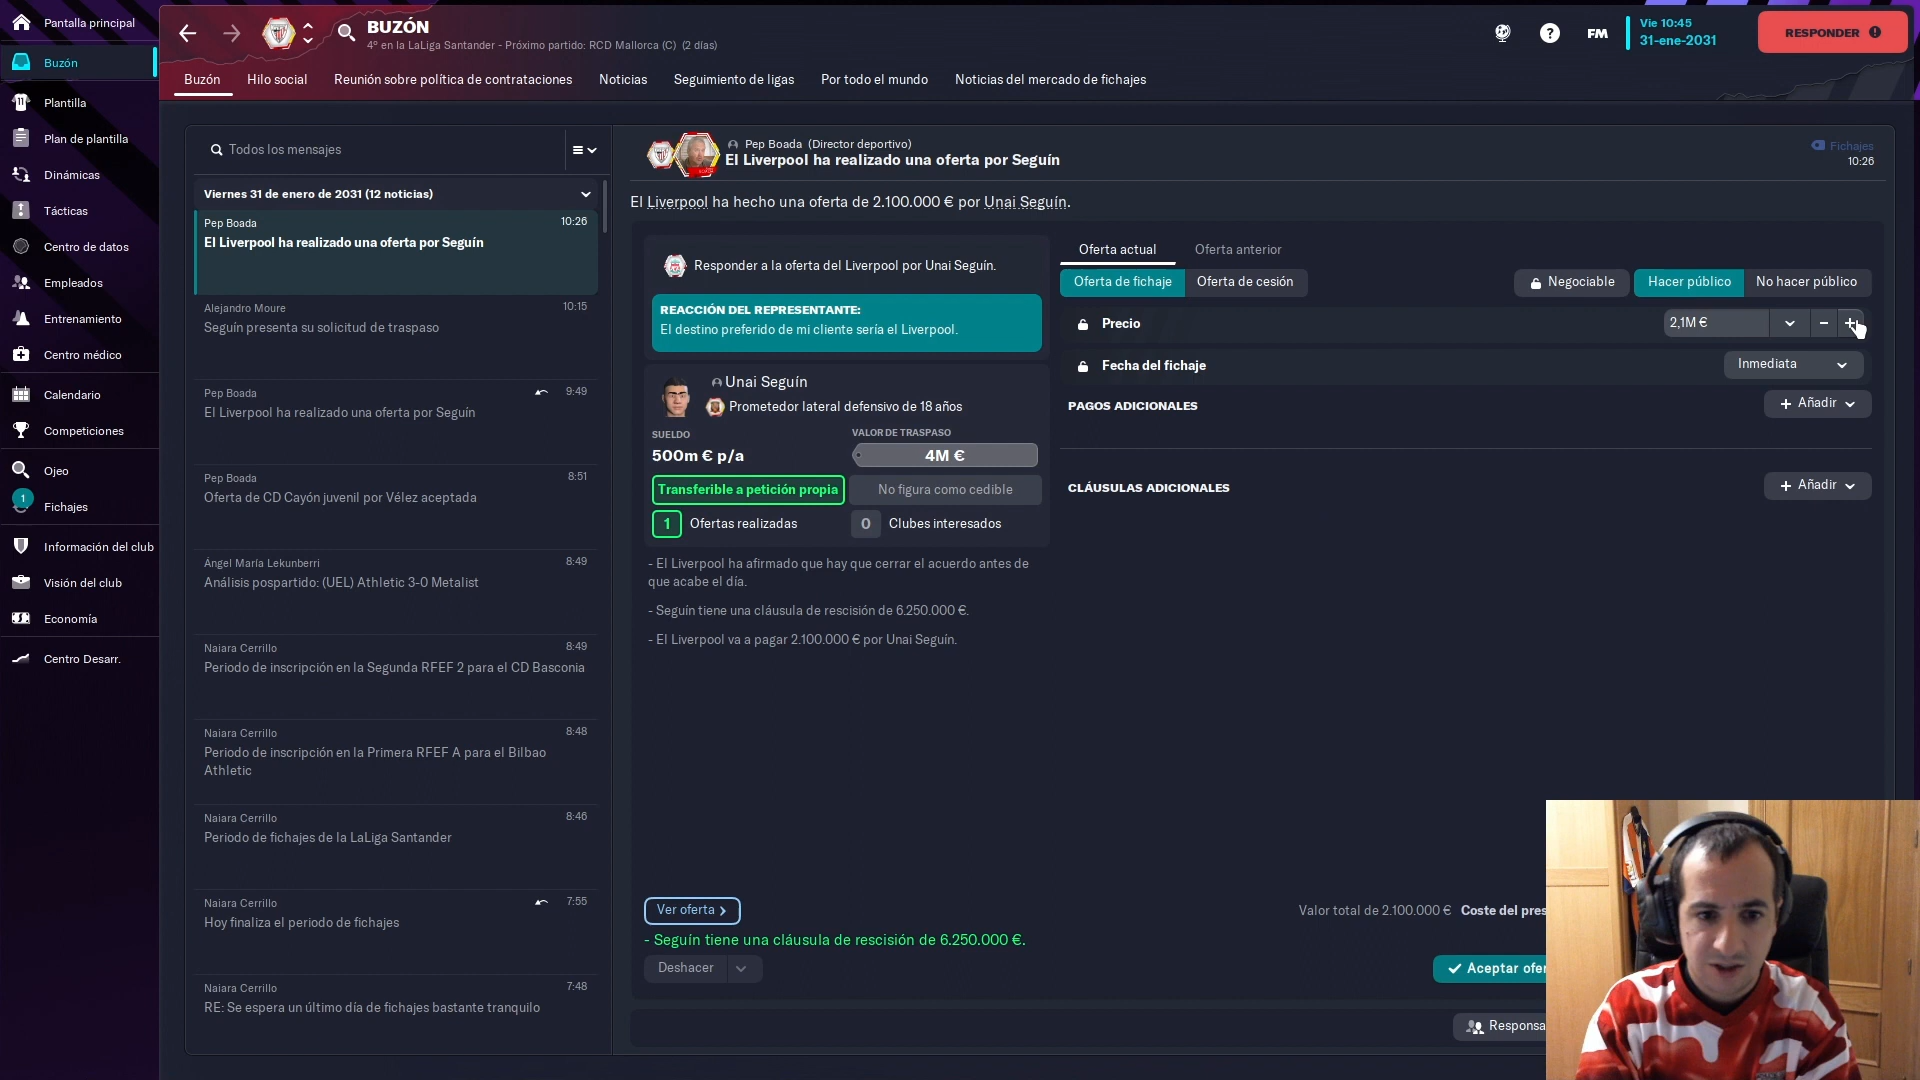 Pantalla principal
Buzón
Plantilla
Plan de plantilla
Dinámicas
Tácticas
Centro de datos
Empleados
Entrenamiento
Centro médico
Calendario
Competiciones
Ojeo
1
Fichajes
Información del club
Visión del club
Economía
Centro Desarr.
BUZÓN
4º en la LaLiga Santander - Próximo partido: RCD Mallorca (C) (2 días)
FM
Vie 10:45
31-ene-2031
RESPONDER
Buzón
Hilo social
Reunión sobre política de contrataciones
Noticias
Seguimiento de ligas
Por todo el mundo
Noticias del mercado de fichajes
Todos los mensajes
Viernes 31 de enero de 2031 (12 noticias)
Pep Boada 10:26
El Liverpool ha realizado una oferta por Seguín
Alejandro Moure 10:15
Seguín presenta su solicitud de traspaso
Pep Boada 9:49
El Liverpool ha realizado una oferta por Seguín
Pep Boada 8:51
Oferta de CD Cayón juvenil por Vélez aceptada
Ángel María Lekunberri 8:49
Análisis pospartido: (UEL) Athletic 3-0 Metalist
Naiara Cerrillo 8:49
Periodo de inscripción en la Segunda RFEF 2 para el CD Basconia
Naiara Cerrillo 8:48
Periodo de inscripción en la Primera RFEF A para el Bilbao
Athletic
Naiara Cerrillo 8:46
Periodo de fichajes de la LaLiga Santander
Naiara Cerrillo 7:55
Hoy finaliza el periodo de fichajes
Naiara Cerrillo 7:48
RE: Se espera un último día de fichajes bastante tranquilo
Pep Boada (Director deportivo)
El Liverpool ha realizado una oferta por Seguín
Fichajes
10:26
El Liverpool ha hecho una oferta de 2.100.000 € por Unai Seguín.
Responder a la oferta del Liverpool por Unai Seguín.
REACCIÓN DEL REPRESENTANTE:
El destino preferido de mi cliente sería el Liverpool.
Unai Seguín
Prometedor lateral defensivo de 18 años
SUELDO
500m € p/a
VALOR DE TRASPASO
4M €
Transferible a petición propia
No figura como cedible
1 Ofertas realizadas
0 Clubes interesados
- El Liverpool ha afirmado que hay que cerrar el acuerdo antes de
que acabe el día.
- Seguín tiene una cláusula de rescisión de 6.250.000 €.
- El Liverpool va a pagar 2.100.000 € por Unai Seguín.
Oferta actual
Oferta anterior
Oferta de fichaje
Oferta de cesión
Negociable
Hacer público
No hacer público
Precio
2,1M €
Fecha del fichaje
Inmediata
PAGOS ADICIONALES
+ Añadir
CLÁUSULAS ADICIONALES
+ Añadir
Ver oferta
Valor total de 2.100.000 € Coste del
- Seguín tiene una cláusula de rescisión de 6.250.000 €.
Deshacer
Aceptar